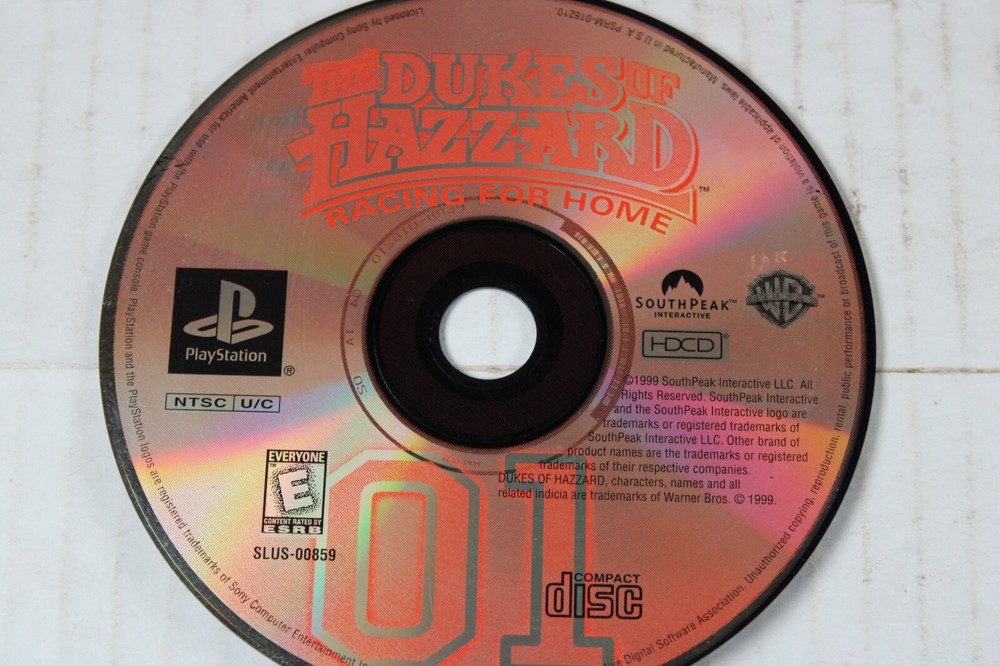 THE DUKES OF
HAZZARD
RACING FOR HOME
™
PlayStation
®
NTSC U/C
SOUTHPEAK™
INTERACTIVE
WB
™
HDCD
©1999 SouthPeak Interactive LLC. All
Rights Reserved. SouthPeak Interactive
and the SouthPeak Interactive logo are
trademarks or registered trademarks of
SouthPeak Interactive LLC. Other brand of
product names are the trademarks or registered
trademarks of their respective companies.
DUKES OF HAZZARD, characters, names and all
related indicia are trademarks of Warner Bros. © 1999.
EVERYONE
E
CONTENT RATED BY
ESRB
SLUS-00859
01
COMPACT
disc
Licensed by Sony Computer Entertainment America for use with the PlayStation game console. PlayStation and the PlayStation logos are registered trademarks of Sony Computer Entertainment
Digital Software Association. Unauthorized copying, reproduction, rental, public performance or broadcast of this game is a violation of applicable laws. Manufactured in U.S.A. PSRM-016210.